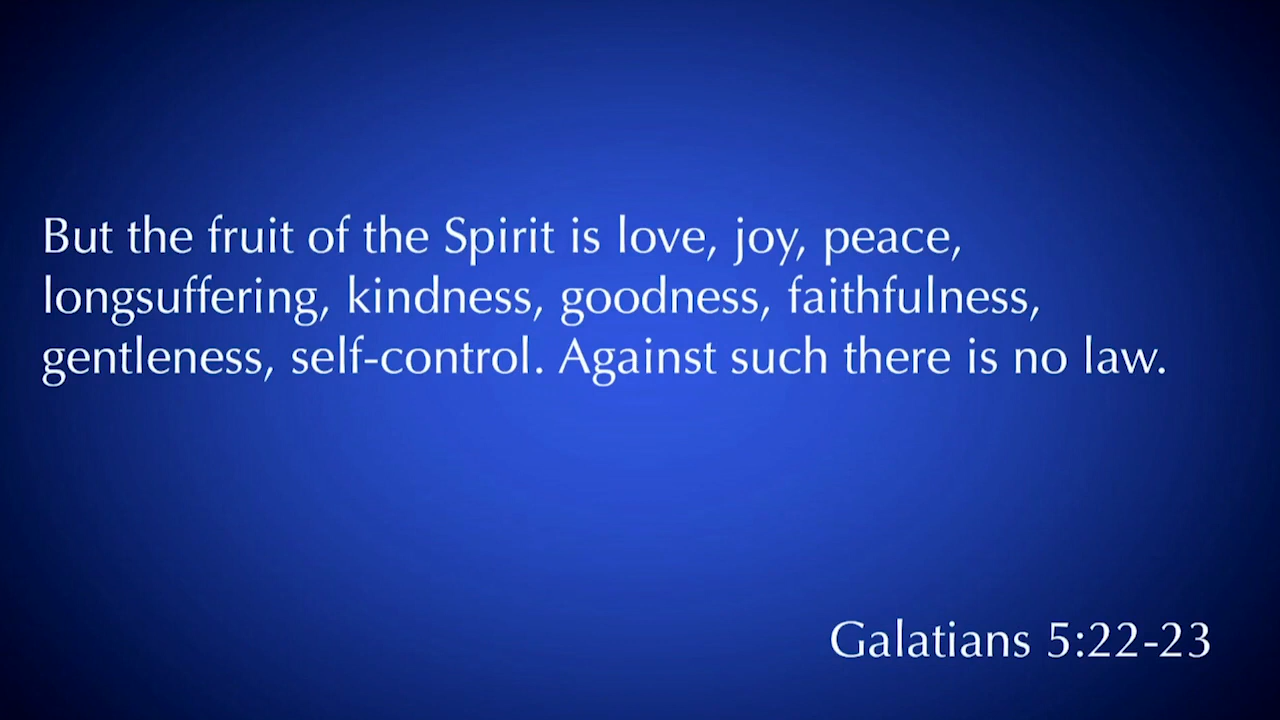 But the fruit of the Spirit is love, joy, peace,
longsuffering, kindness, goodness, faithfulness,
gentleness, self-control. Against such there is no law.
Galatians 5:22-23